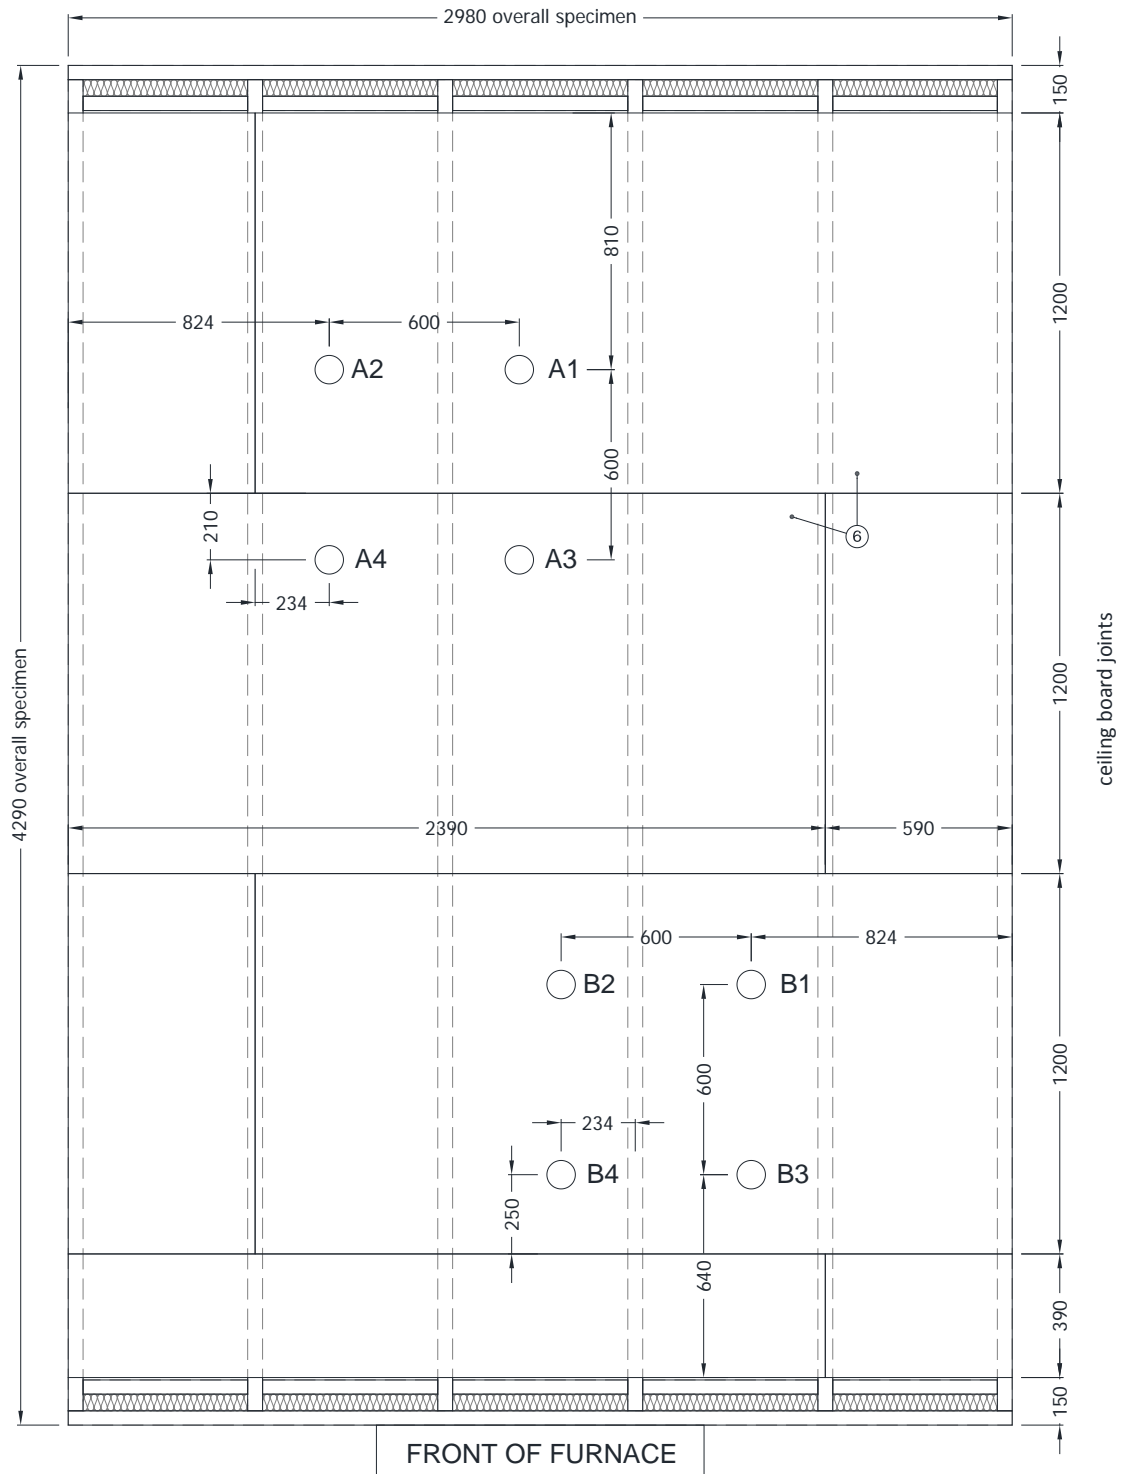 2980 overall specimen
150
810
1200
824
600
A2
A1
600
210
6
A4
A3
234
4290 overall specimen
1200
ceiling board joints
2390
590
600
824
B2
B1
600
1200
234
B4
B3
250
640
390
150
FRONT OF FURNACE